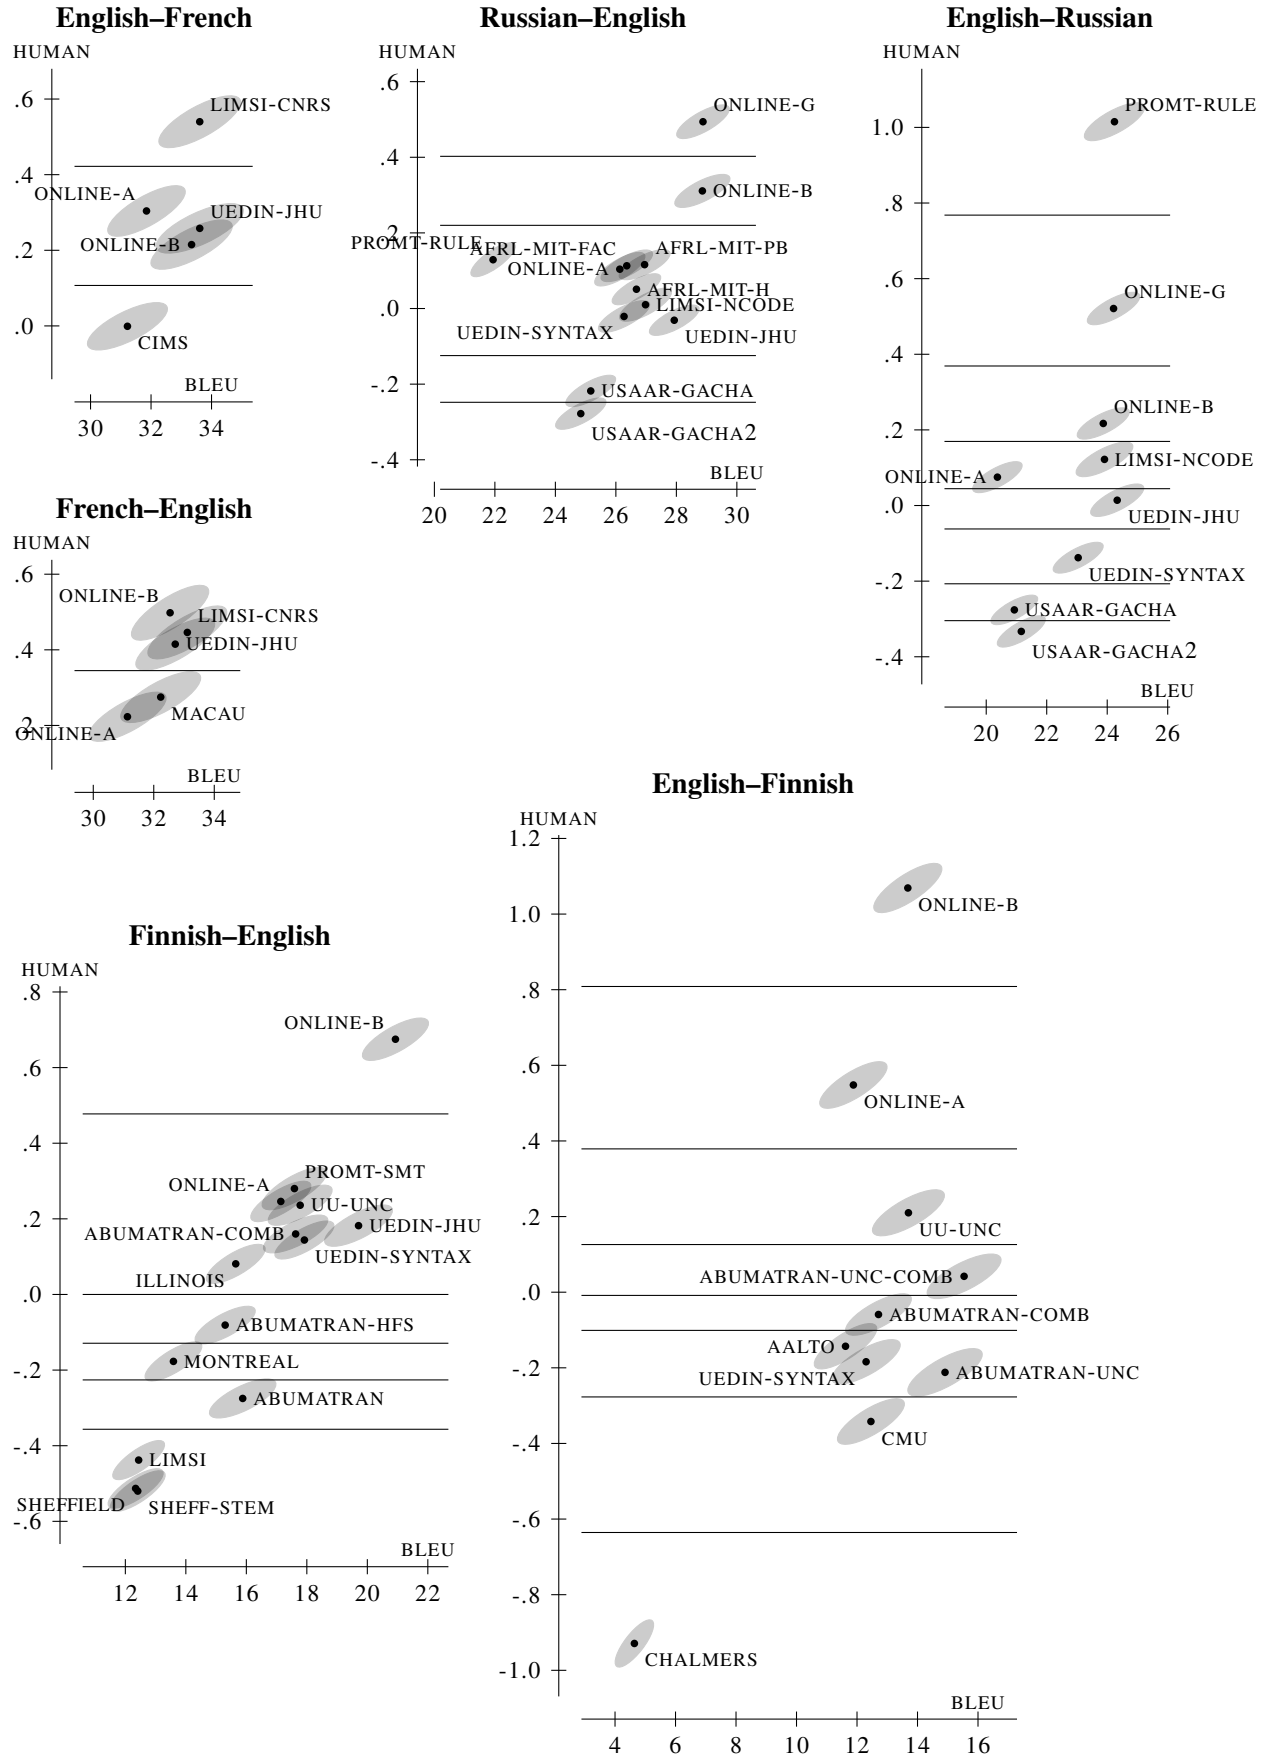 English–French
HUMAN
.6
.4
.2
.0
LIMSI-CNRS
ONLINE-A
UEDIN-JHU
ONLINE-B
CIMS
BLEU
30 32 34
Russian–English
HUMAN
.6
.4
.2
.0
-.2
-.4
ONLINE-G
ONLINE-B
PROMT-RULE
AFRL-MIT-FAC
AFRL-MIT-PB
ONLINE-A
AFRL-MIT-H
LIMSI-NCODE
UEDIN-SYNTAX
UEDIN-JHU
USAAR-GACHA
USAAR-GACHA2
BLEU
20 22 24 26 28 30
English–Russian
HUMAN
1.0
.8
.6
.4
.2
.0
-.2
-.4
PROMT-RULE
ONLINE-G
ONLINE-B
LIMSI-NCODE
ONLINE-A
UEDIN-JHU
UEDIN-SYNTAX
USAAR-GACHA
USAAR-GACHA2
BLEU
20 22 24 26
French–English
HUMAN
.6
.4
.2
ONLINE-B
LIMSI-CNRS
UEDIN-JHU
MACAU
ONLINE-A
BLEU
30 32 34
English–Finnish
HUMAN
1.2
1.0
.8
.6
.4
.2
.0
-.2
-.4
-.6
-.8
-1.0
ONLINE-B
ONLINE-A
UU-UNC
ABUMATRAN-UNC-COMB
ABUMATRAN-COMB
AALTO
UEDIN-SYNTAX
ABUMATRAN-UNC
CMU
CHALMERS
BLEU
4 6 8 10 12 14 16
Finnish–English
HUMAN
.8
.6
.4
.2
.0
-.2
-.4
-.6
ONLINE-B
PROMT-SMT
ONLINE-A
UU-UNC
UEDIN-JHU
ABUMATRAN-COMB
UEDIN-SYNTAX
ILLINOIS
ABUMATRAN-HFS
MONTREAL
ABUMATRAN
LIMSI
SHEFFIELD
SHEFF-STEM
BLEU
12 14 16 18 20 22